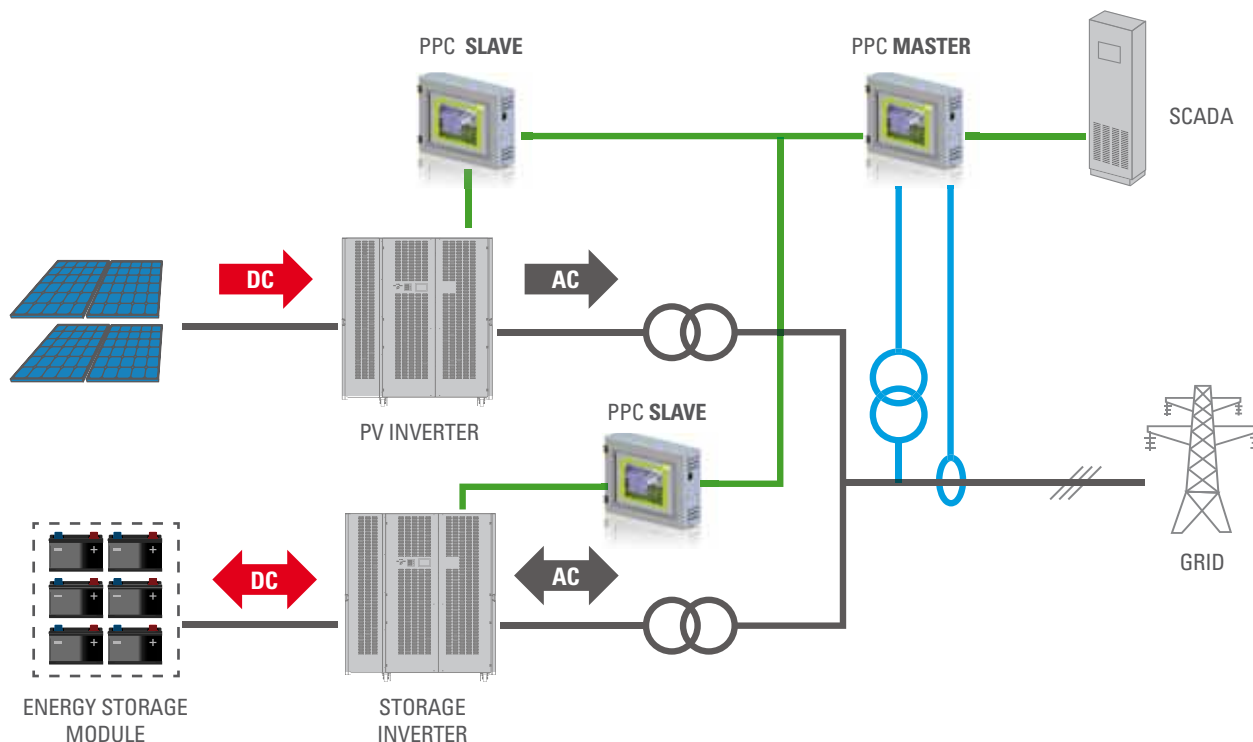 PPC SLAVE
PPC MASTER
SCADA
DC
AC
PV INVERTER
PPC SLAVE
GRID
DC
AC
ENERGY STORAGE
MODULE
STORAGE
INVERTER